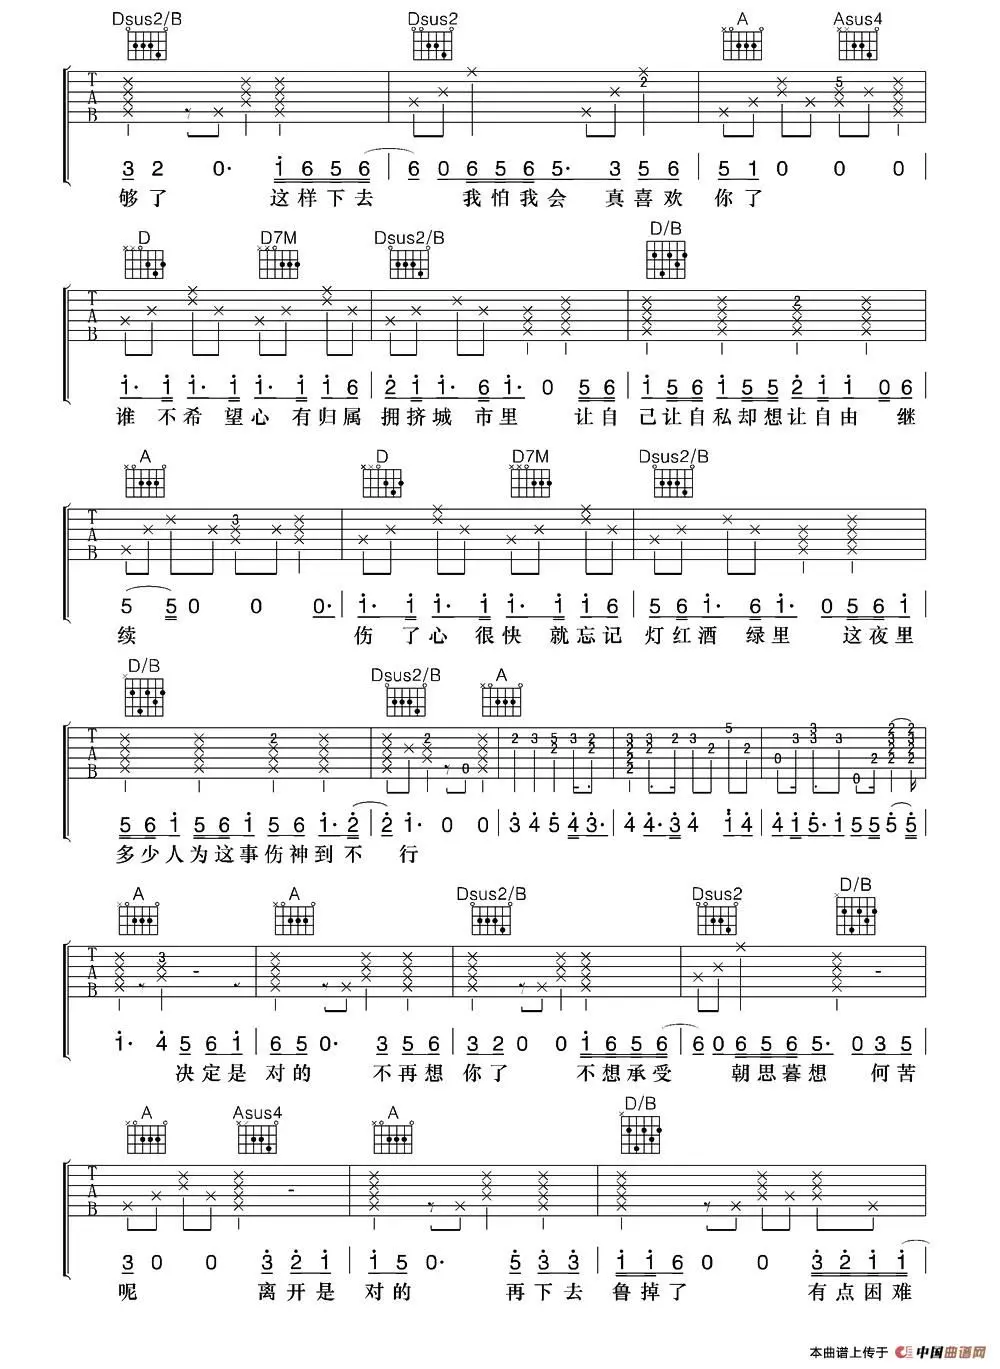 Dsus2/B Dsus2 A Asus4
TAB
3 2 0· 1 6 5 6 6 0 6 5 6 5· 3 5 6 5 1 0 0 0
够了 这样下去 我怕我会 真喜欢 你了
D D7M Dsus2/B D/B
TAB
1· 1 1· 1 1· 1 1 6 2 1 1· 6 1· 0 5 6 1 5 6 1 5 5 2 1 1 0 6
谁 不希 望心 有归属 拥挤城 市里 让自 己让自私却想让自由 继
A D D7M Dsus2/B
TAB 3
5 5 0 0 0· 1· 1 1· 1 1· 1 1 6 5 6 1· 6 1· 0 5 6 1
续 伤 了心 很快 就忘记 灯红酒 绿里 这夜里
D/B Dsus2/B A
TAB
5 6 1 5 6 1 5 6 1· 2 2 1· 0 0 3 4 5 4 3· 4 4· 3 4 1 4 4 1 5· 1 5 5 5 5
多少人为这事伤神到不 行
A A Dsus2/B Dsus2 D/B
TAB
1· 4 5 6 1 6 5 0· 3 5 6 3 2 0 0 1 6 5 6 6 0 6 5 6 5· 0 3 5
决定是 对的 不再想 你了 不想承受 朝思暮想 何苦
A Asus4 A D/B
TAB
3 0 0 3 2 1 1 5 0· 5 3 3 1 1 6 0 0 3 2 1 1
呢 离开是 对的 再下去 鲁掉了 有点困难
本曲谱上传于 中国曲谱网